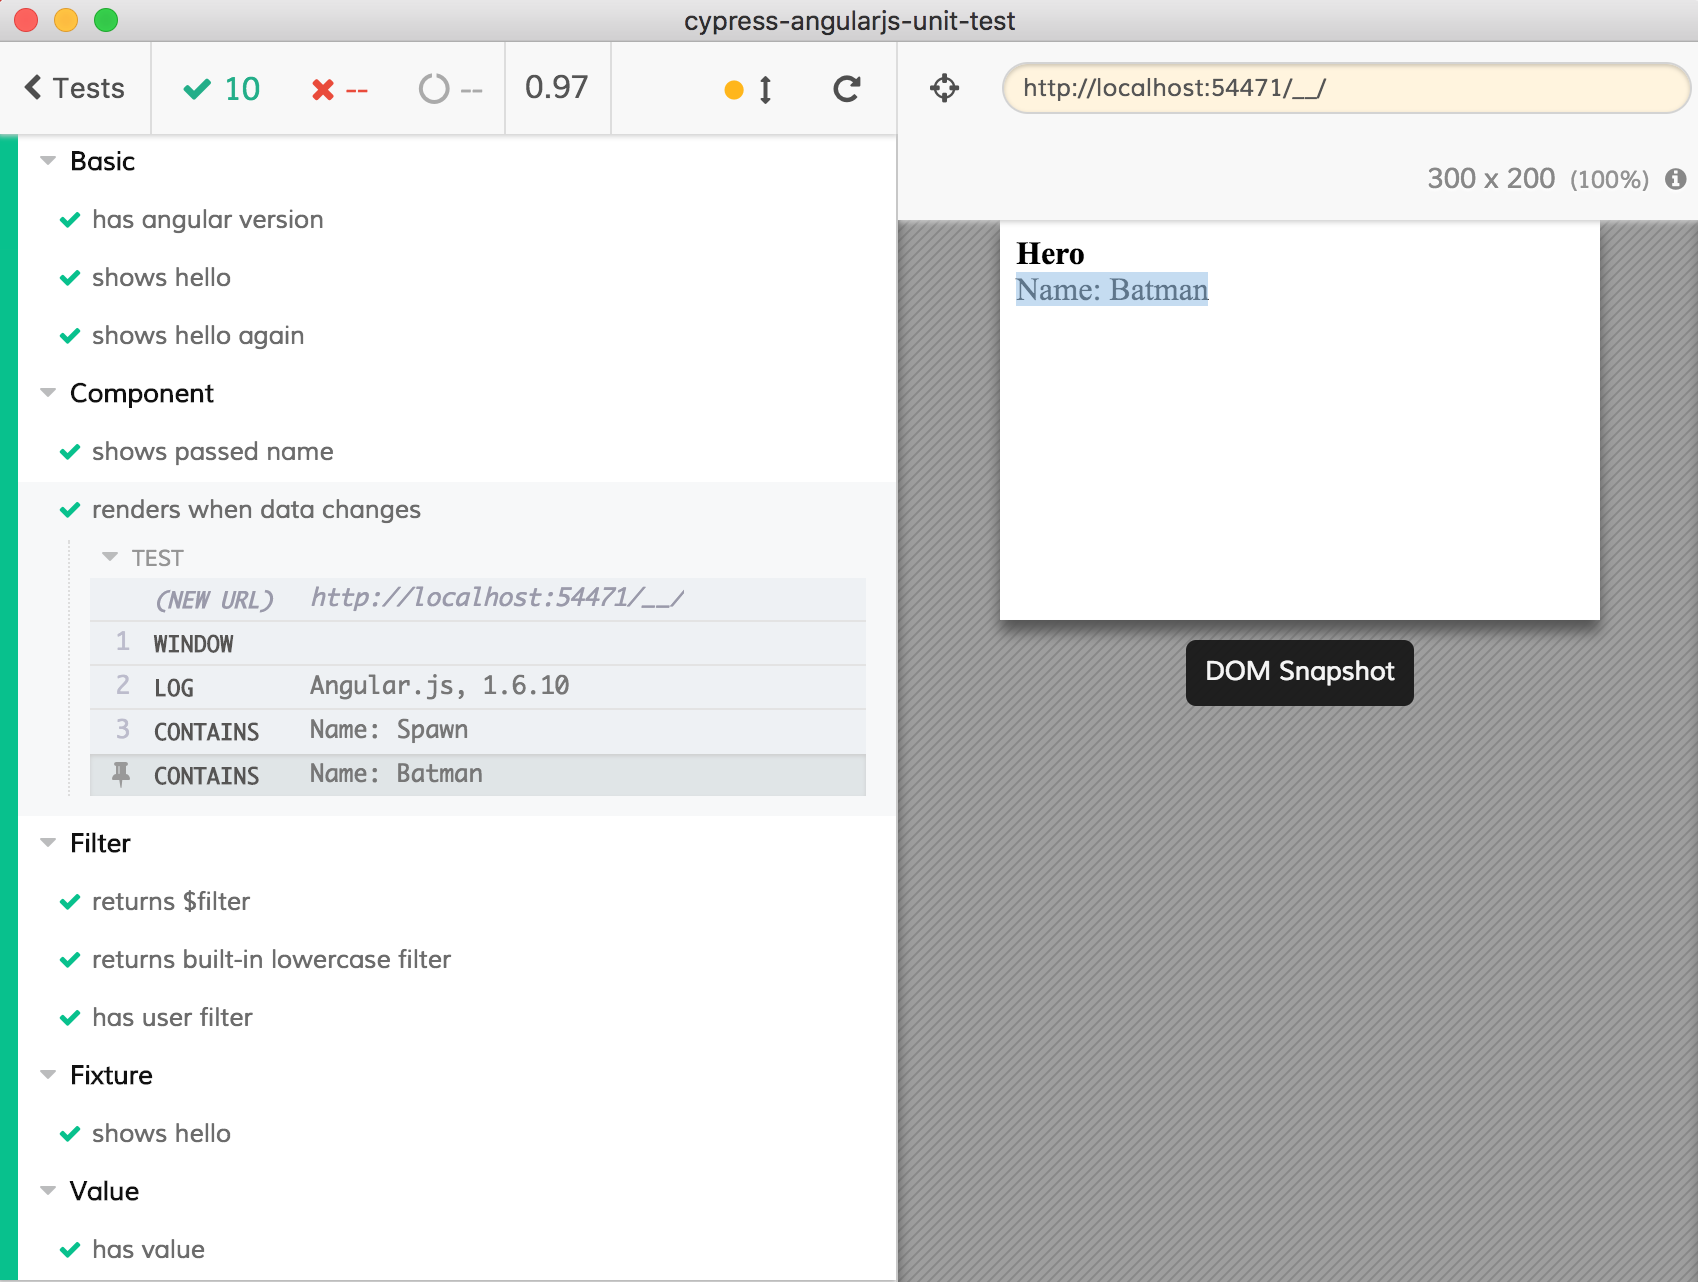 cypress-angularjs-unit-test
Tests 10 -- -- 0.97
http://localhost:54471/__/
300 x 200 (100%)
Basic
has angular version
shows hello
shows hello again
Component
shows passed name
renders when data changes
TEST
(NEW URL) http://localhost:54471/__/
1 WINDOW
2 LOG Angular.js, 1.6.10
3 CONTAINS Name: Spawn
CONTAINS Name: Batman
Filter
returns $filter
returns built-in lowercase filter
has user filter
Fixture
shows hello
Value
has value
Hero
Name: Batman
DOM Snapshot